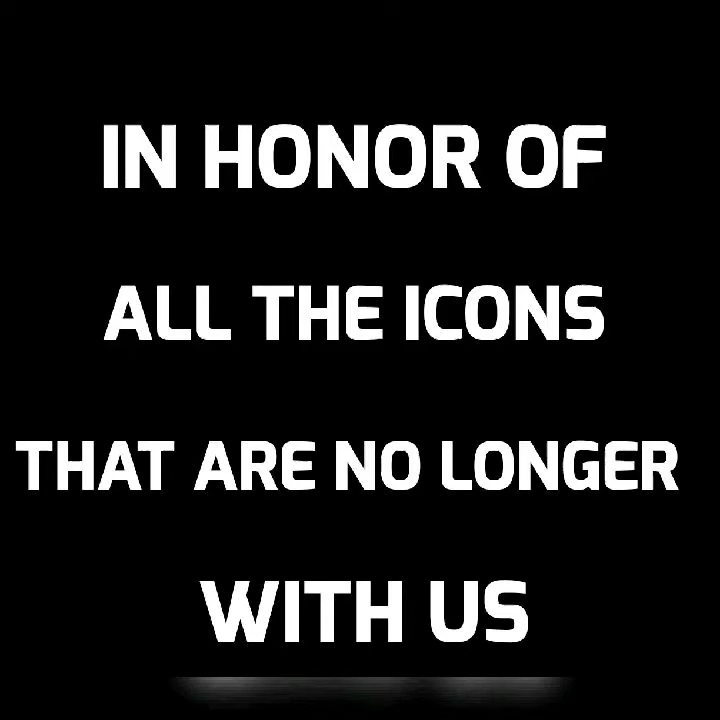 IN HONOR OF
ALL THE ICONS
THAT ARE NO LONGER
WITH US